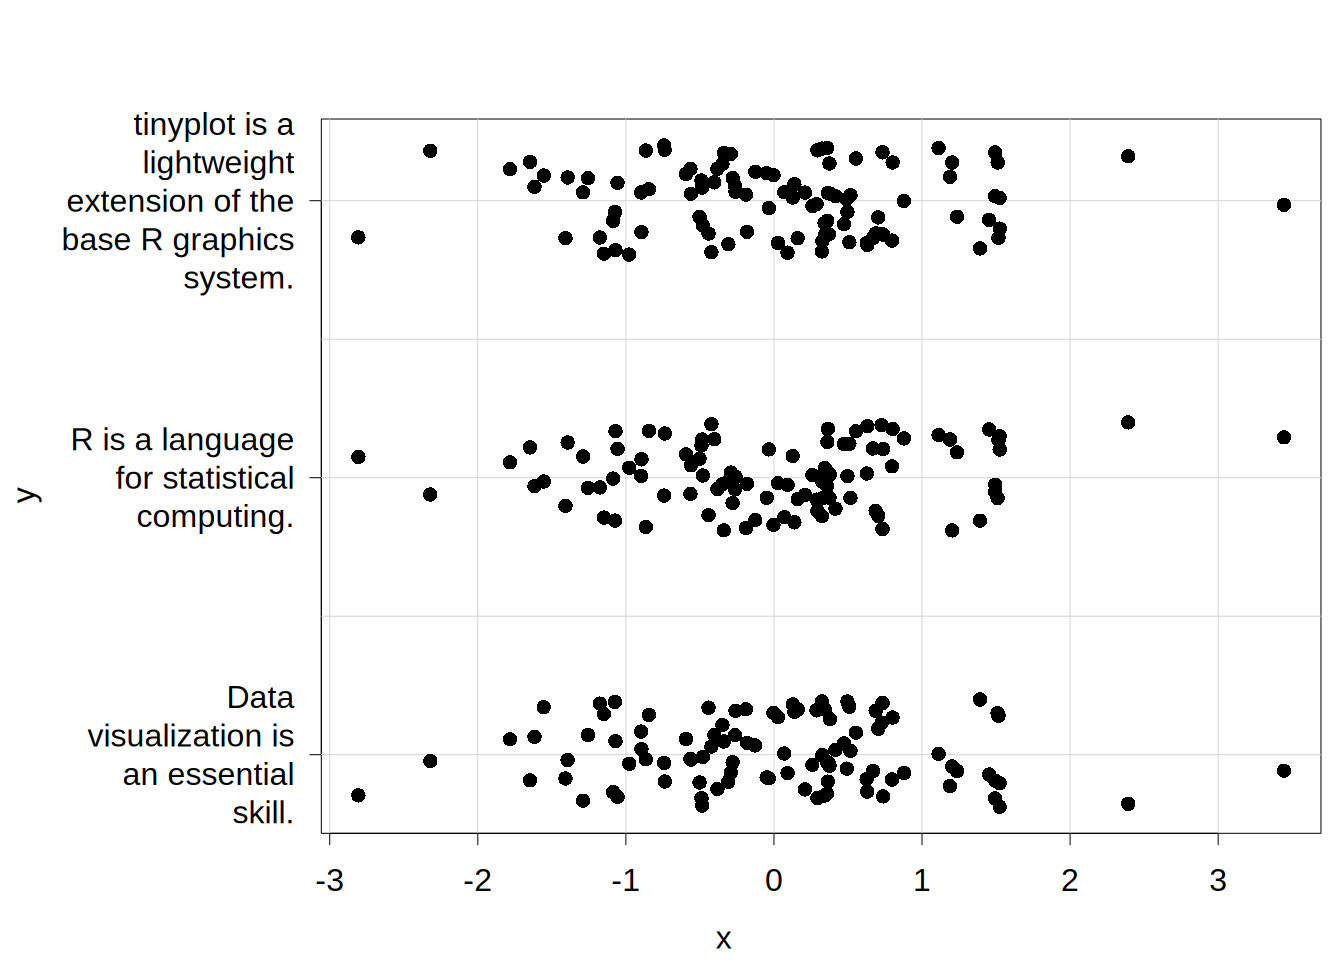 tinyplot is a
lightweight
extension of the
base R graphics
system.
R is a language
for statistical
computing.
Data
visualization is
an essential
skill.
y
-3 -2 -1 0 1 2 3
x